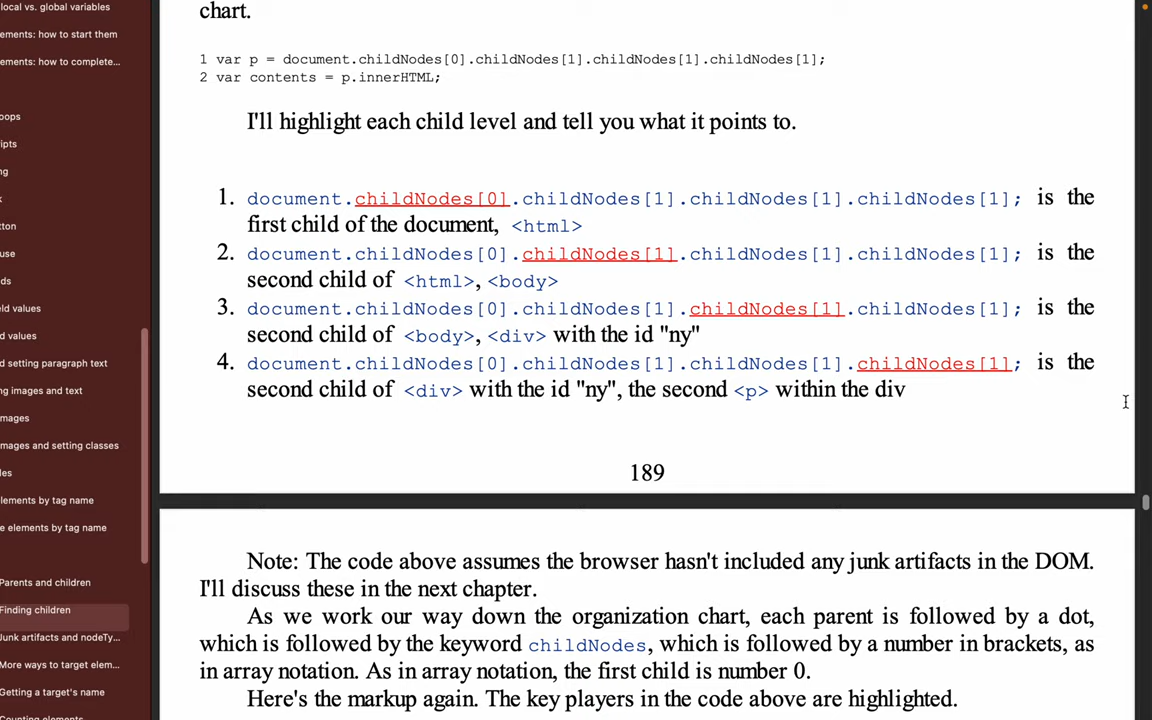 local vs. global variables
ements: how to start them
ements: how to complete...
oops
ipts
ng
k
tton
use
ds
eld values
d values
d setting paragraph text
ng images and text
mages
mages and setting classes
les
lements by tag name
e elements by tag name
Parents and children
Finding children
Junk artifacts and nodeTy...
More ways to target elem...
Getting a target's name
Counting elements
chart.
1 var p = document.childNodes[0].childNodes[1].childNodes[1].childNodes[1];
2 var contents = p.innerHTML;
I'll highlight each child level and tell you what it points to.
1. document.childNodes[0].childNodes[1].childNodes[1].childNodes[1]; is the
first child of the document, <html>
2. document.childNodes[0].childNodes[1].childNodes[1].childNodes[1]; is the
second child of <html>, <body>
3. document.childNodes[0].childNodes[1].childNodes[1].childNodes[1]; is the
second child of <body>, <div> with the id "ny"
4. document.childNodes[0].childNodes[1].childNodes[1].childNodes[1]; is the
second child of <div> with the id "ny", the second <p> within the div
189
Note: The code above assumes the browser hasn't included any junk artifacts in the DOM.
I'll discuss these in the next chapter.
As we work our way down the organization chart, each parent is followed by a dot,
which is followed by the keyword childNodes, which is followed by a number in brackets, as
in array notation. As in array notation, the first child is number 0.
Here's the markup again. The key players in the code above are highlighted.